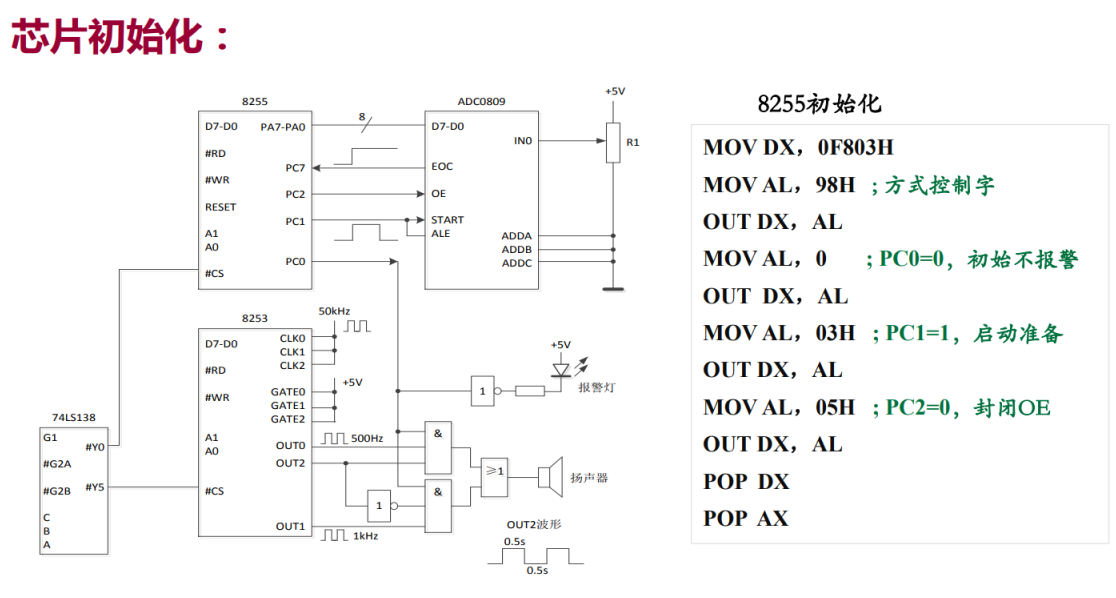 芯片初始化：
8255
D7-D0
PA7-PA0
#RD
#WR
RESET
A1
A0
#CS
PC7
PC2
PC1
PC0
8
ADC0809
D7-D0
IN0
EOC
OE
START
ALE
ADDA
ADDB
ADDC
+5V
R1
8253
D7-D0
#RD
#WR
A1
A0
#CS
CLK0
CLK1
CLK2
GATE0
GATE1
GATE2
OUT0
OUT2
OUT1
50kHz
+5V
500Hz
1kHz
74LS138
G1
#G2A
#G2B
C
B
A
#Y0
#Y5
+5V
1
报警灯
&
&
≥1
1
扬声器
OUT2波形
0.5s
0.5s
8255初始化
MOV DX，0F803H
MOV AL，98H ；方式控制字
OUT DX，AL
MOV AL，0 ；PC0=0，初始不报警
OUT DX，AL
MOV AL，03H ；PC1=1，启动准备
OUT DX，AL
MOV AL，05H ；PC2=0，封闭OE
OUT DX，AL
POP DX
POP AX